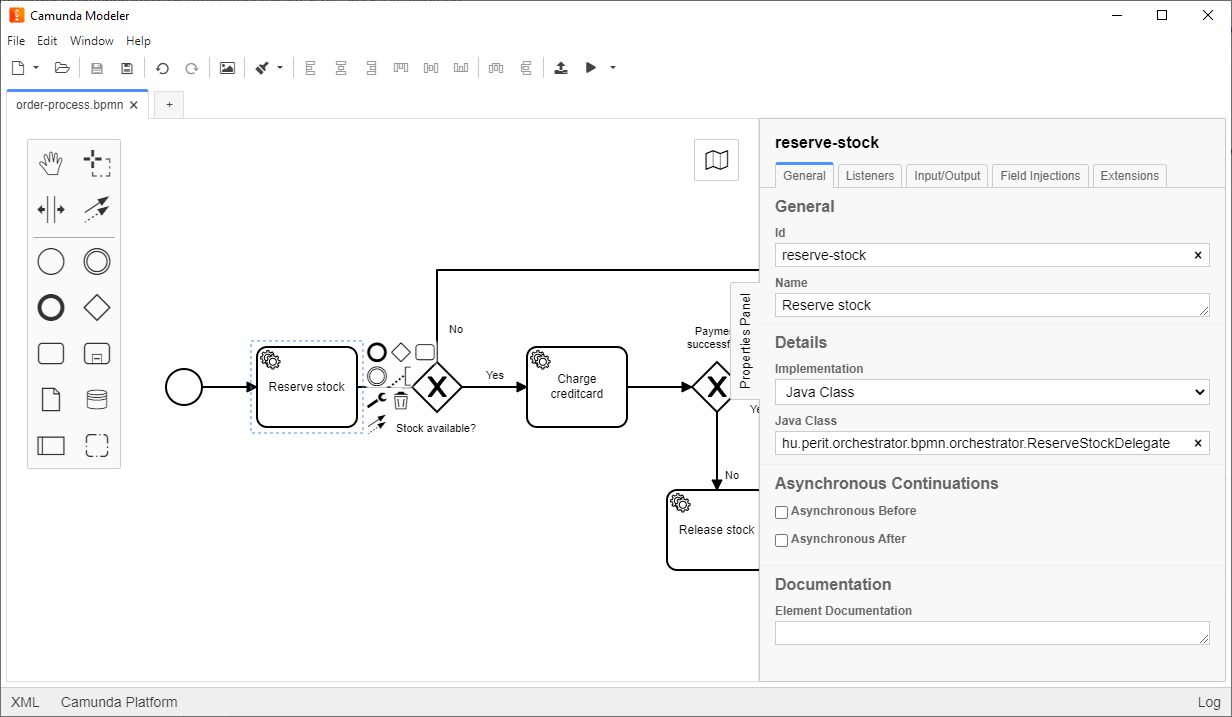 Camunda Modeler
File Edit Window Help
order-process.bpmn
+
No
Reserve stock
Yes
Stock available?
Charge
creditcard
No
Release stock
Properties Panel
reserve-stock
General Listeners Input/Output Field Injections Extensions
General
Id
reserve-stock
Name
Reserve stock
Details
Implementation
Java Class
Java Class
hu.perit.orchestrator.bpmn.orchestrator.ReserveStockDelegate
Asynchronous Continuations
Asynchronous Before
Asynchronous After
Documentation
Element Documentation
XML Camunda Platform Log